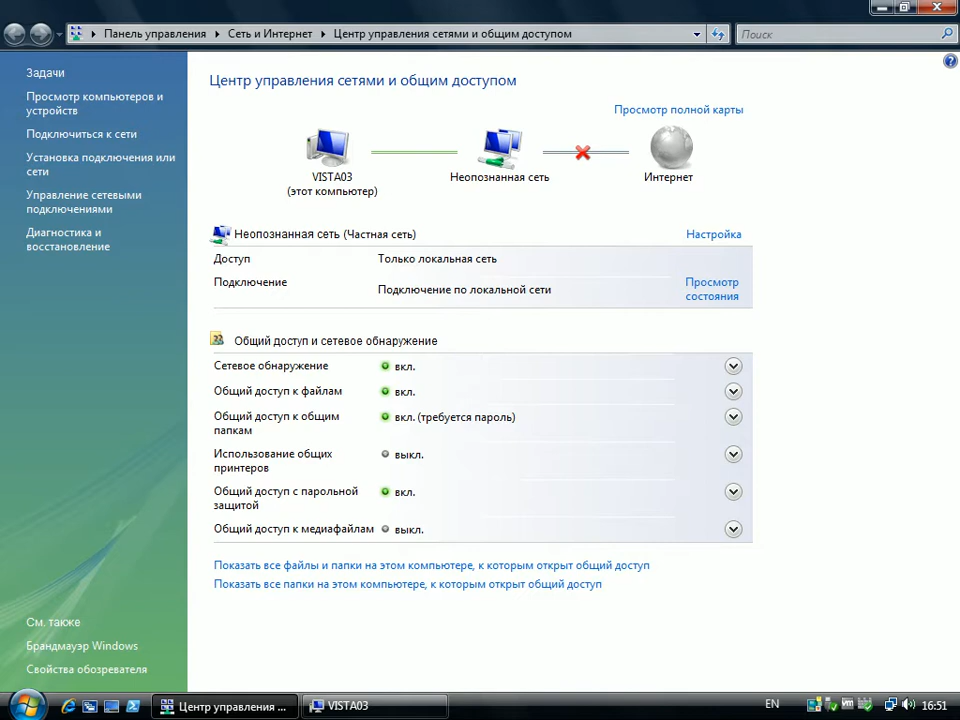 Панель управления
Сеть и Интернет
Центр управления сетями и общим доступом
Поиск
Задачи
Просмотр компьютеров и
устройств
Подключиться к сети
Установка подключения или
сети
Управление сетевыми
подключениями
Диагностика и
восстановление
Центр управления сетями и общим доступом
Просмотр полной карты
VISTA03
(этот компьютер)
Неопознанная сеть
Интернет
Неопознанная сеть (Частная сеть)
Настройка
Доступ
Только локальная сеть
Подключение
Подключение по локальной сети
Просмотр
состояния
Общий доступ и сетевое обнаружение
Сетевое обнаружение
вкл.
Общий доступ к файлам
вкл.
Общий доступ к общим
папкам
вкл. (требуется пароль)
Использование общих
принтеров
выкл.
Общий доступ с парольной
защитой
вкл.
Общий доступ к медиафайлам
выкл.
Показать все файлы и папки на этом компьютере, к которым открыт общий доступ
Показать все папки на этом компьютере, к которым открыт общий доступ
См. также
Брандмауэр Windows
Свойства обозревателя
Центр управления ...
VISTA03
EN
16:51